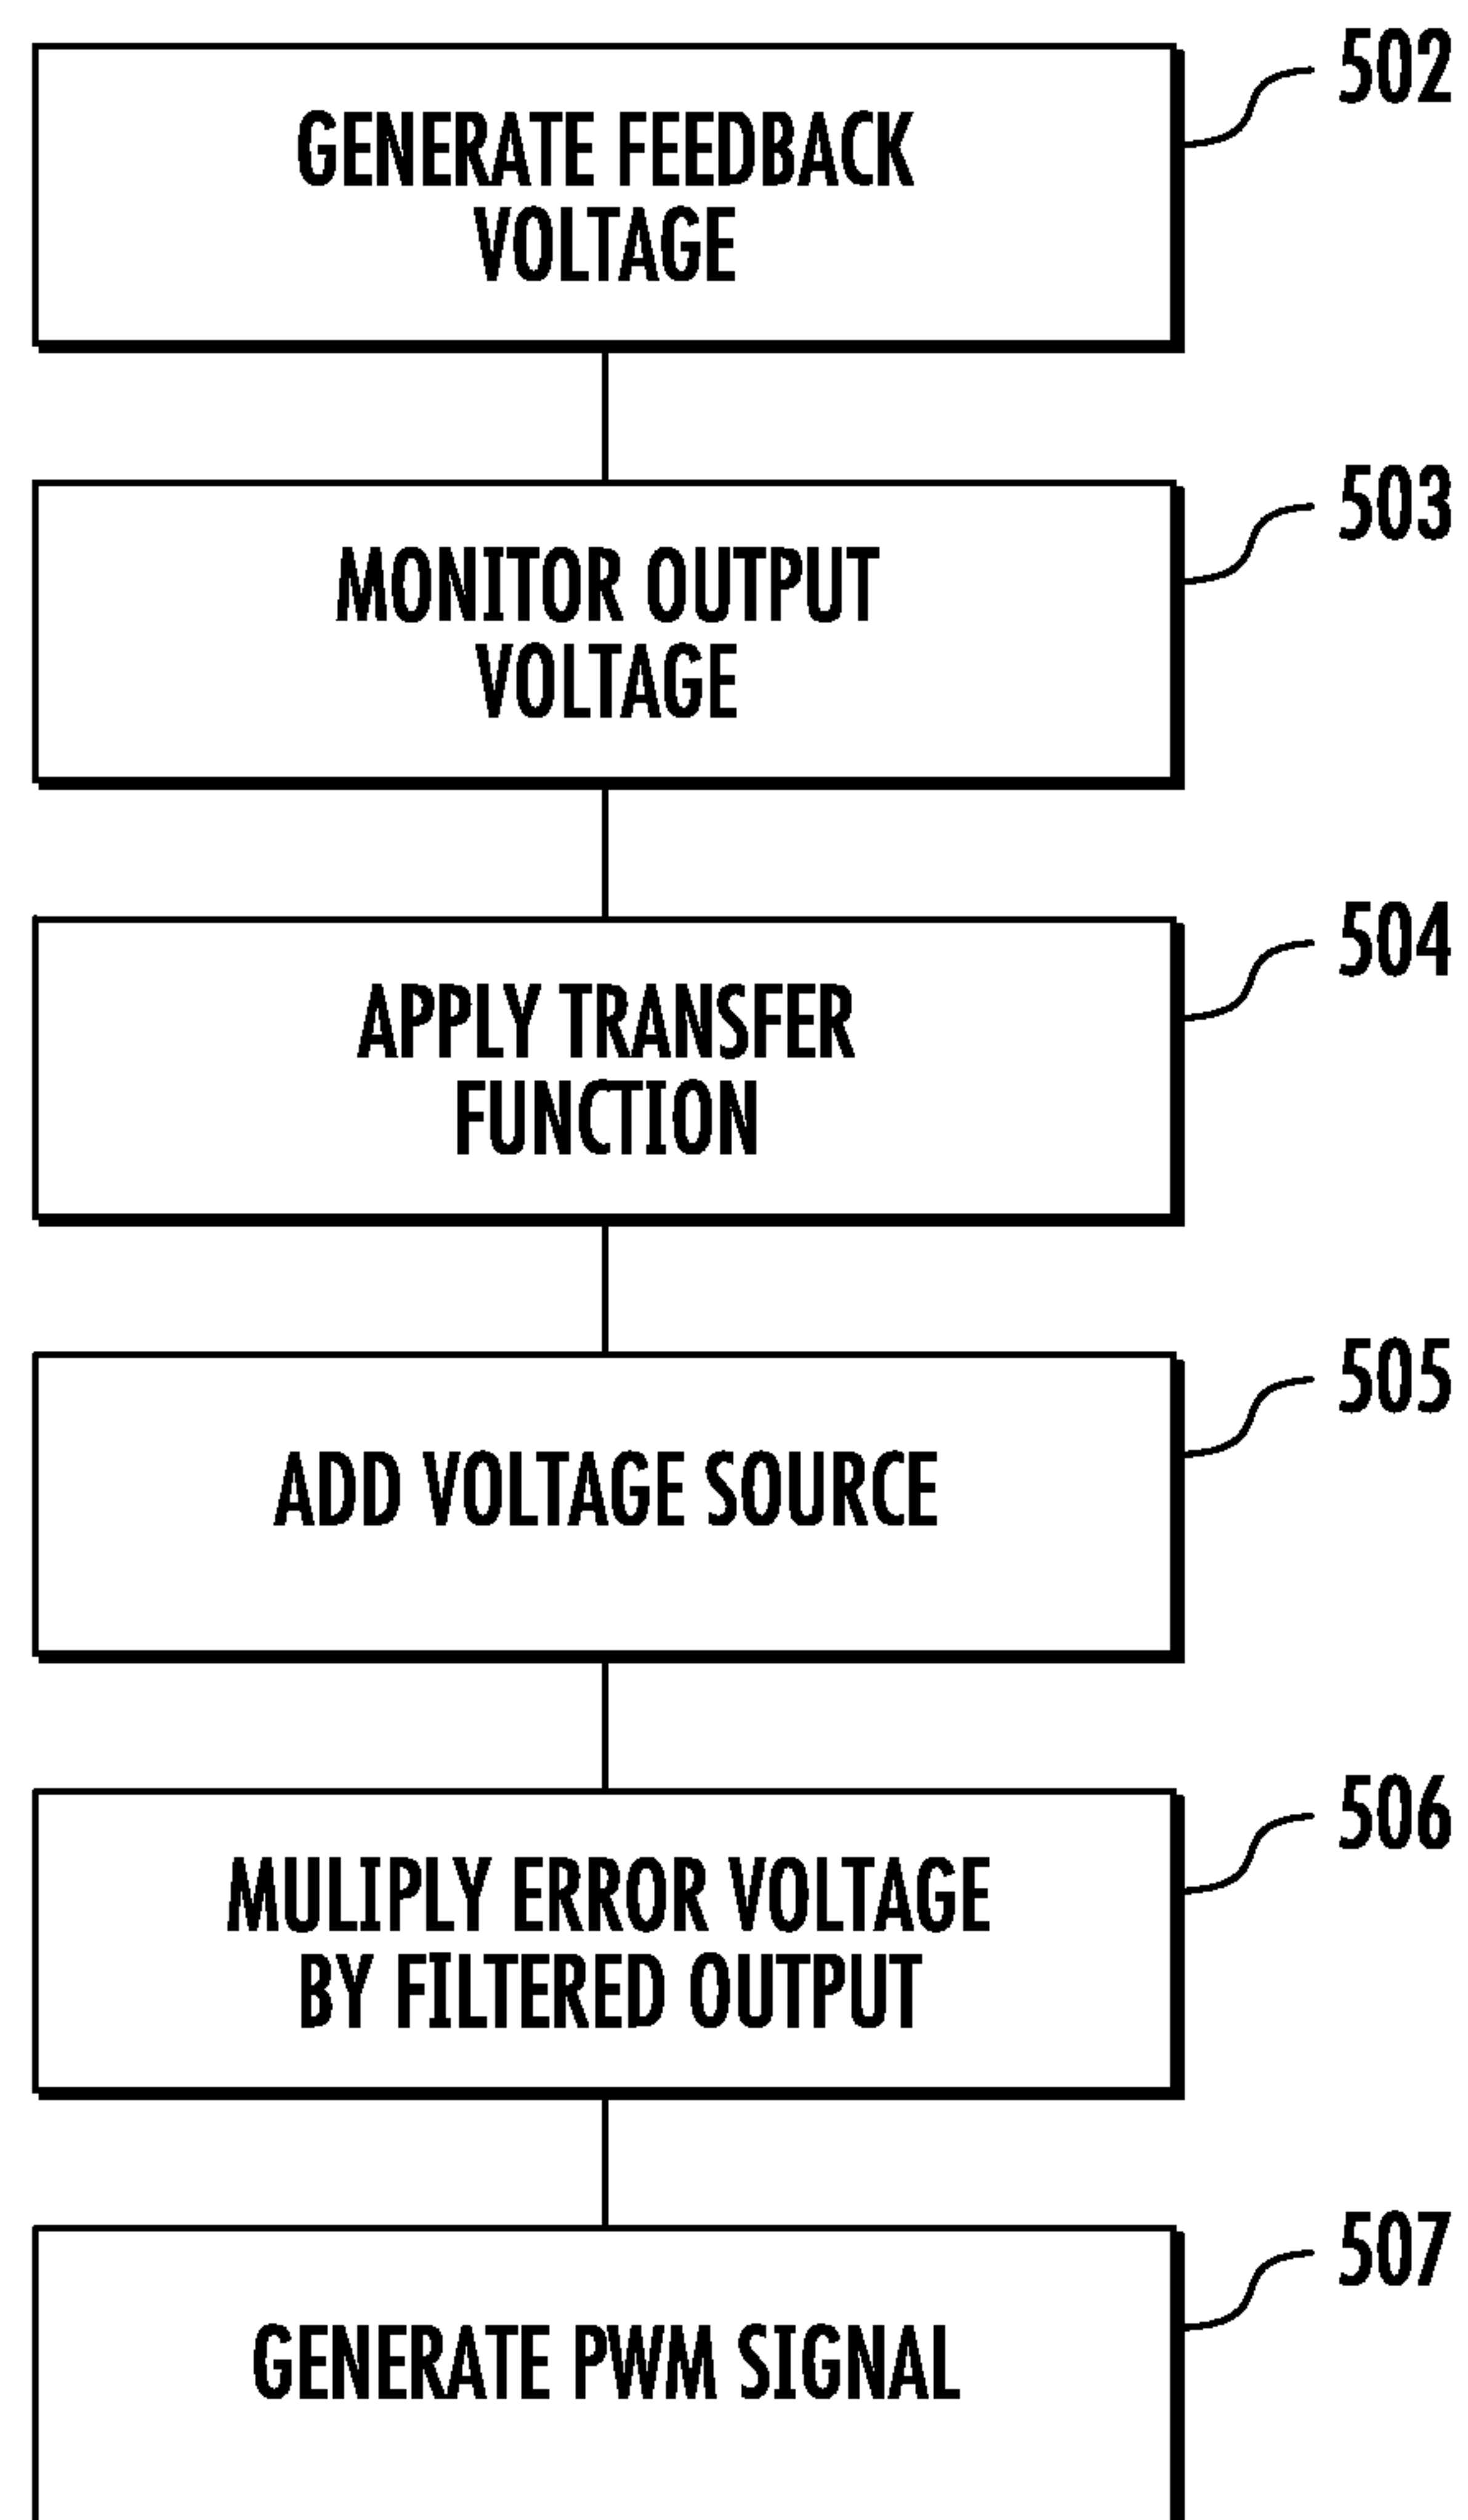 502
GENERATE FEEDBACK
VOLTAGE
503
MONITOR OUTPUT
VOLTAGE
504
APPLY TRANSFER
FUNCTION
505
ADD VOLTAGE SOURCE
506
MULIPLY ERROR VOLTAGE
BY FILTERED OUTPUT
507
GENERATE PWM SIGNAL